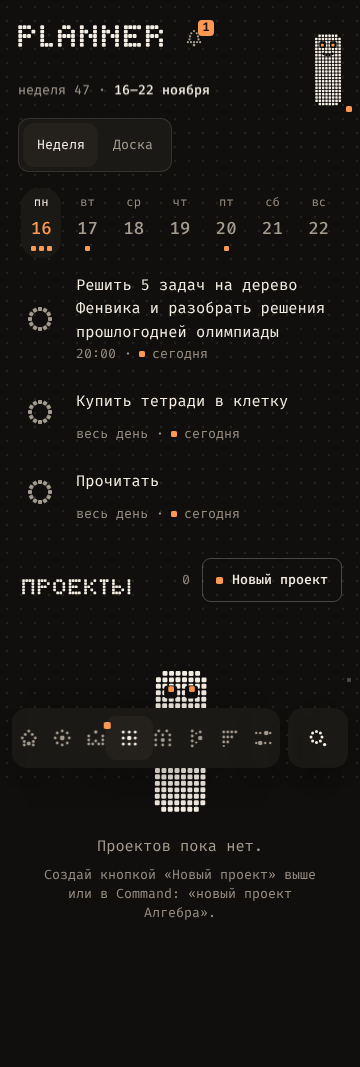 PLANNER
1
неделя 47 · 16–22 ноября
Неделя Доска
пн вт ср чт пт сб вс
16 17 18 19 20 21 22
Решить 5 задач на дерево
Фенвика и разобрать решения
прошлогодней олимпиады
20:00 · сегодня
Купить тетради в клетку
весь день · сегодня
Прочитать
весь день · сегодня
ПРОЕКТЫ 0 Новый проект
Проектов пока нет.
Создай кнопкой «Новый проект» выше
или в Command: «новый проект
Алгебра».